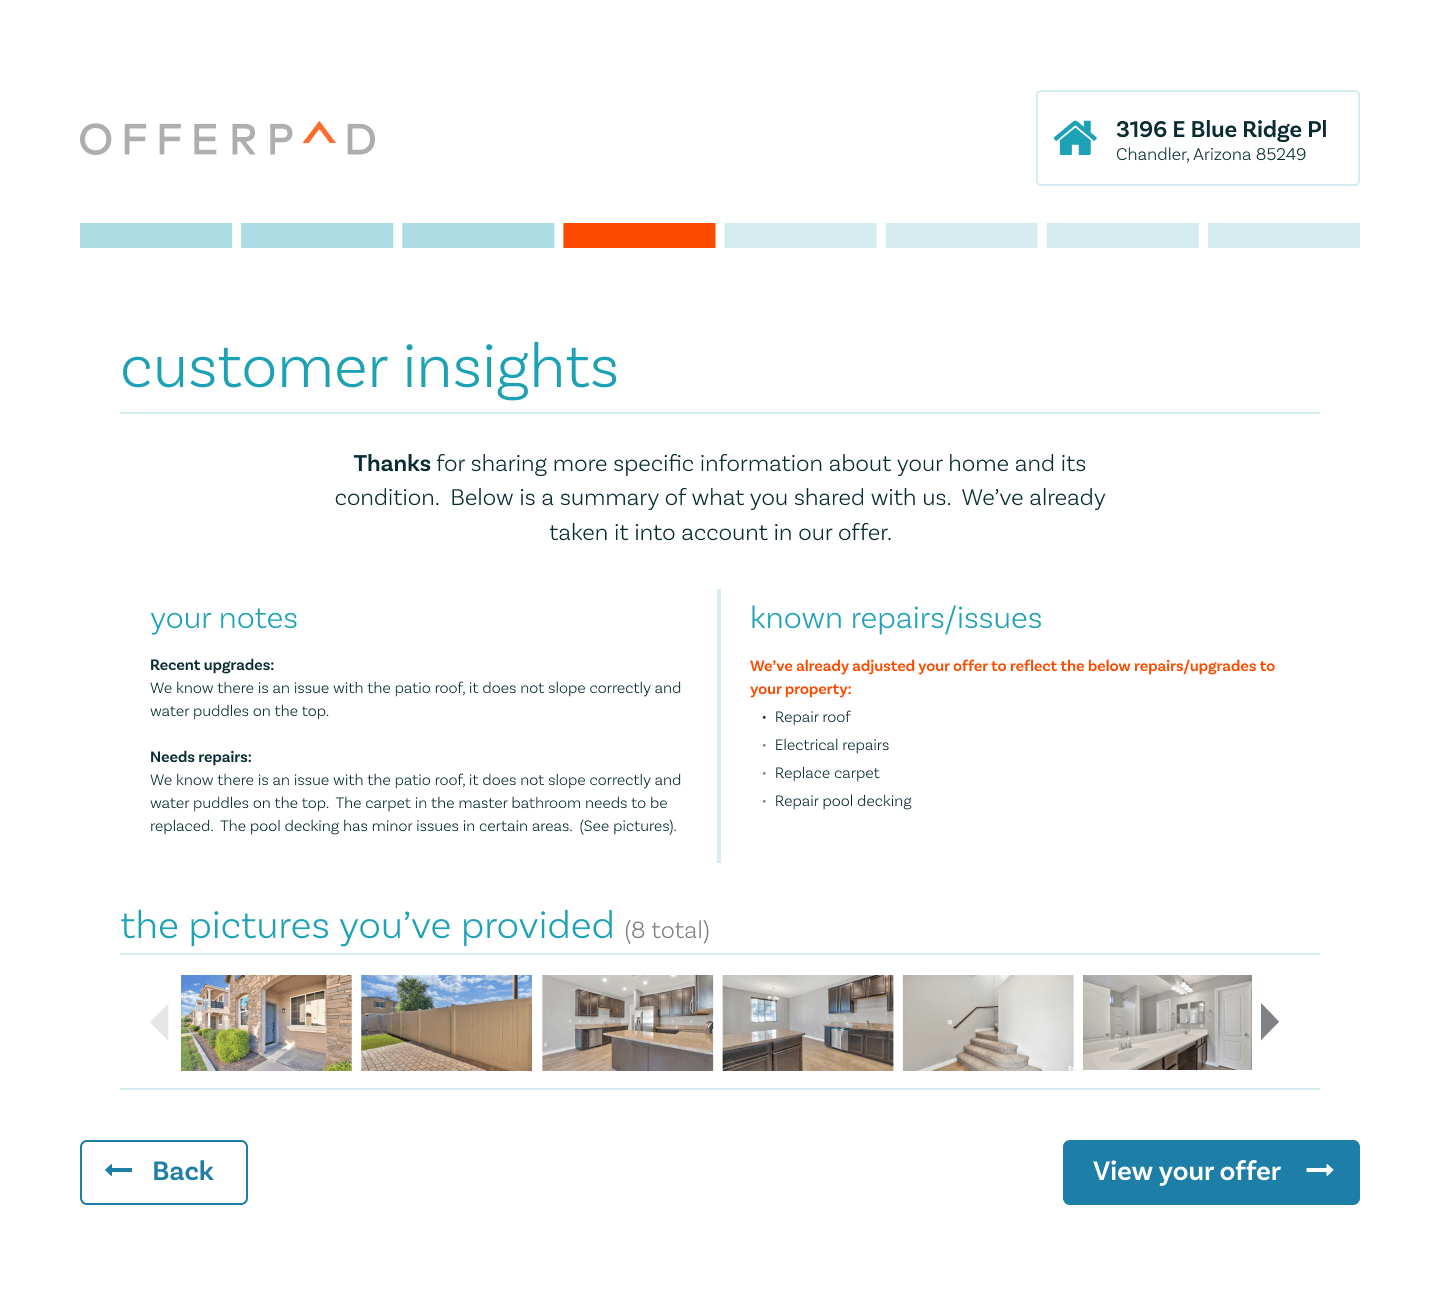 OFFERPAD
3196 E Blue Ridge Pl
Chandler, Arizona 85249
customer insights
Thanks for sharing more specific information about your home and its
condition.  Below is a summary of what you shared with us.  We’ve already
taken it into account in our offer.
your notes
Recent upgrades:
We know there is an issue with the patio roof, it does not slope correctly and
water puddles on the top.
Needs repairs:
We know there is an issue with the patio roof, it does not slope correctly and
water puddles on the top.  The carpet in the master bathroom needs to be
replaced.  The pool decking has minor issues in certain areas.  (See pictures).
known repairs/issues
We’ve already adjusted your offer to reflect the below repairs/upgrades to
your property:
• Repair roof
• Electrical repairs
• Replace carpet
• Repair pool decking
the pictures you’ve provided (8 total)
Back
View your offer